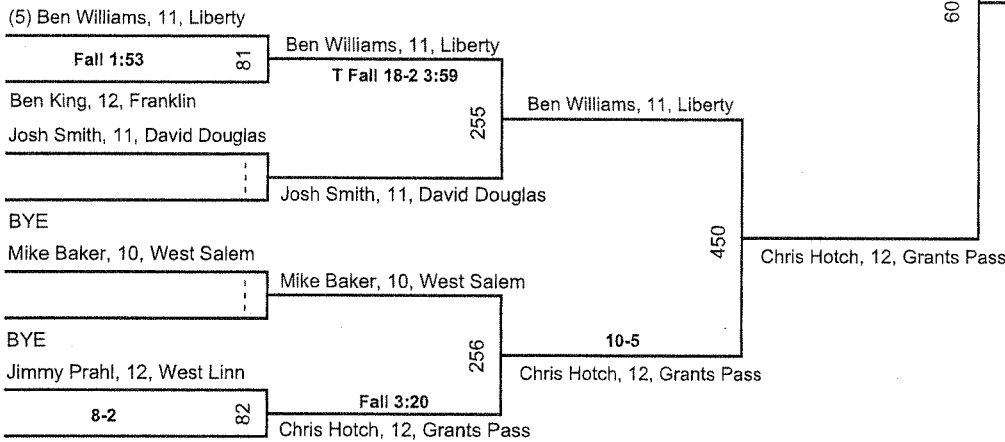 (5) Ben Williams, 11, Liberty
Fall 1:53
81
Ben King, 12, Franklin
Josh Smith, 11, David Douglas
BYE
Mike Baker, 10, West Salem
BYE
Jimmy Prahl, 12, West Linn
8-2
82
Ben Williams, 11, Liberty
T Fall 18-2 3:59
255
Josh Smith, 11, David Douglas
Mike Baker, 10, West Salem
256
Fall 3:20
Chris Hotch, 12, Grants Pass
Ben Williams, 11, Liberty
450
10-5
Chris Hotch, 12, Grants Pass
Chris Hotch, 12, Grants Pass
60